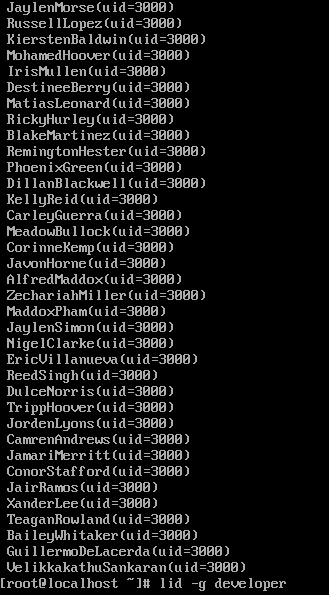 JaylenMorse(uid=3000)
RussellLopez(uid=3000)
KierstenBaldwin(uid=3000)
MohamedHoover(uid=3000)
IrisMullen(uid=3000)
DestineeBerry(uid=3000)
MatiasLeonard(uid=3000)
RickyHurley(uid=3000)
BlakeMartinez(uid=3000)
RemingtonHester(uid=3000)
PhoenixGreen(uid=3000)
DillanBlackwell(uid=3000)
KellyReid(uid=3000)
CarleyGuerra(uid=3000)
MeadowBullock(uid=3000)
CorinneKemp(uid=3000)
JavonHorne(uid=3000)
AlfredMaddox(uid=3000)
ZechariahMiller(uid=3000)
MaddoxPham(uid=3000)
JaylenSimon(uid=3000)
NigelClarke(uid=3000)
EricVillanueva(uid=3000)
ReedSingh(uid=3000)
DulceNorris(uid=3000)
TrippHoover(uid=3000)
JordenLyons(uid=3000)
CamrenAndrews(uid=3000)
JamariMerritt(uid=3000)
ConorStafford(uid=3000)
JairRamos(uid=3000)
XanderLee(uid=3000)
TeaganRowland(uid=3000)
BaileyWhitaker(uid=3000)
GuillermoDeLacerda(uid=3000)
VelikkakathuSankaran(uid=3000)
[root@localhost ~]# lid -g developer